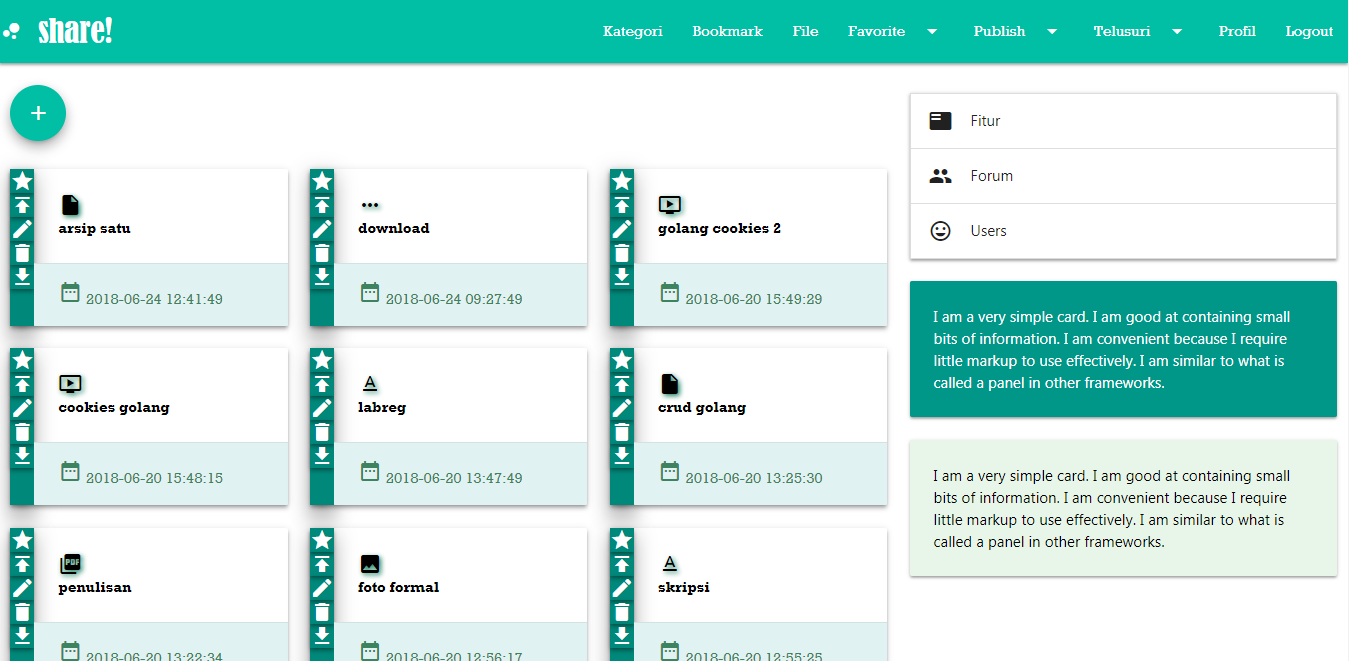 share!
Kategori
Bookmark
File
Favorite
Publish
Telusuri
Profil
Logout
+
arsip satu
2018-06-24 12:41:49
download
2018-06-24 09:27:49
golang cookies 2
2018-06-20 15:49:29
cookies golang
2018-06-20 15:48:15
labreg
2018-06-20 13:47:49
crud golang
2018-06-20 13:25:30
PDF
penulisan
2018-06-20 13:22:34
foto formal
2018-06-20 12:56:17
skripsi
2018-06-20 12:55:25
Fitur
Forum
Users
I am a very simple card. I am good at containing small
bits of information. I am convenient because I require
little markup to use effectively. I am similar to what is
called a panel in other frameworks.
I am a very simple card. I am good at containing small
bits of information. I am convenient because I require
little markup to use effectively. I am similar to what is
called a panel in other frameworks.